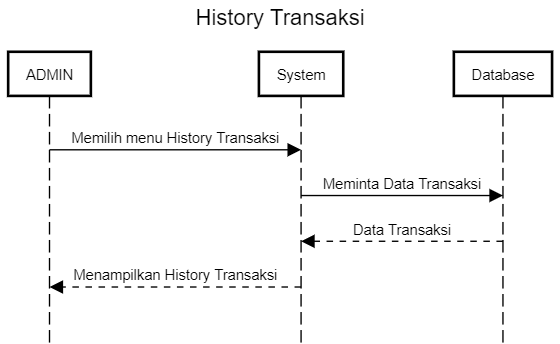 History Transaksi
ADMIN
System
Database
Memilih menu History Transaksi
Meminta Data Transaksi
Data Transaksi
Menampilkan History Transaksi